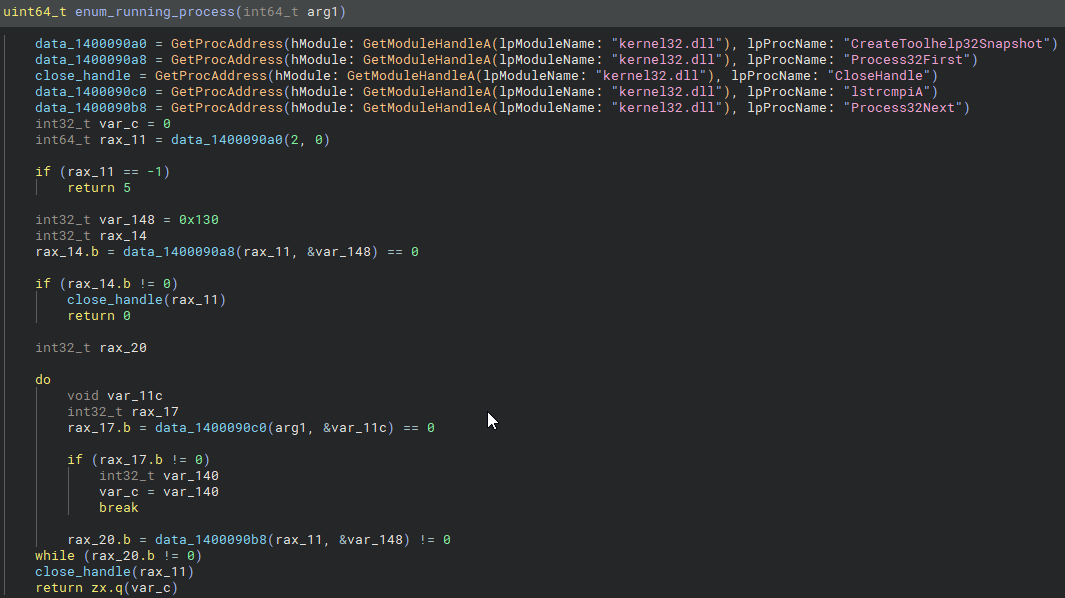 uint64_t enum_running_process(int64_t arg1)
data_1400090a0 = GetProcAddress(hModule: GetModuleHandleA(lpModuleName: "kernel32.dll"), lpProcName: "CreateToolhelp32Snapshot")
data_1400090a8 = GetProcAddress(hModule: GetModuleHandleA(lpModuleName: "kernel32.dll"), lpProcName: "Process32First")
close_handle = GetProcAddress(hModule: GetModuleHandleA(lpModuleName: "kernel32.dll"), lpProcName: "CloseHandle")
data_1400090c0 = GetProcAddress(hModule: GetModuleHandleA(lpModuleName: "kernel32.dll"), lpProcName: "lstrcmpiA")
data_1400090b8 = GetProcAddress(hModule: GetModuleHandleA(lpModuleName: "kernel32.dll"), lpProcName: "Process32Next")
int32_t var_c = 0
int64_t rax_11 = data_1400090a0(2, 0)
if (rax_11 == -1)
return 5
int32_t var_148 = 0x130
int32_t rax_14
rax_14.b = data_1400090a8(rax_11, &var_148) == 0
if (rax_14.b != 0)
close_handle(rax_11)
return 0
int32_t rax_20
do
void var_11c
int32_t rax_17
rax_17.b = data_1400090c0(arg1, &var_11c) == 0
if (rax_17.b != 0)
int32_t var_140
var_c = var_140
break
rax_20.b = data_1400090b8(rax_11, &var_148) != 0
while (rax_20.b != 0)
close_handle(rax_11)
return zx.q(var_c)